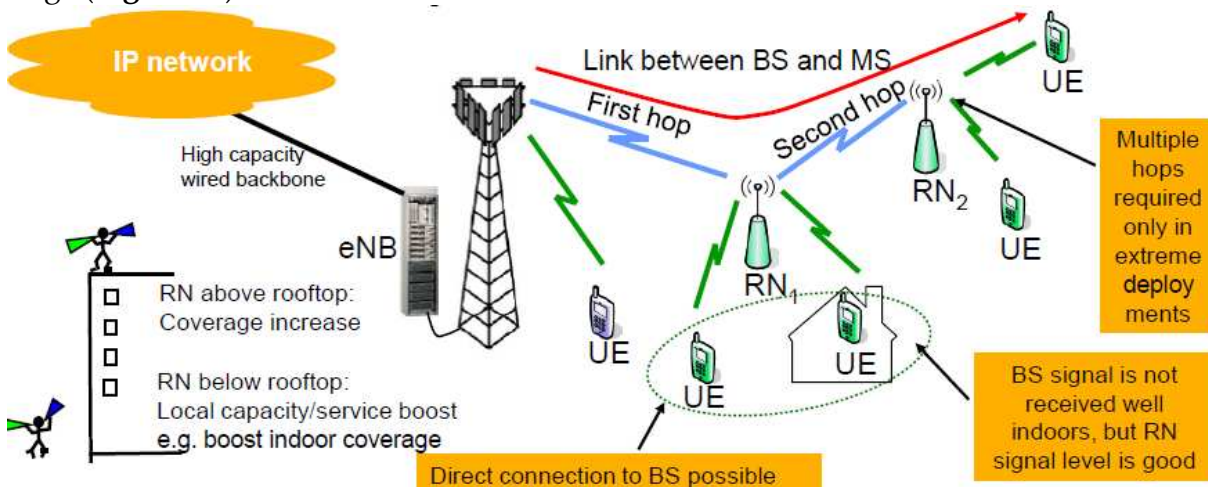 IP network
Link between BS and MS
UE
First hop
Second hop
High capacity
wired backbone
Multiple
hops
required
only in
extreme
deploy
ments
RN2
UE
eNB
RN1
RN above rooftop:
Coverage increase
UE
UE
UE
RN below rooftop:
Local capacity/service boost
e.g. boost indoor coverage
BS signal is not
received well
indoors, but RN
signal level is good
Direct connection to BS possible